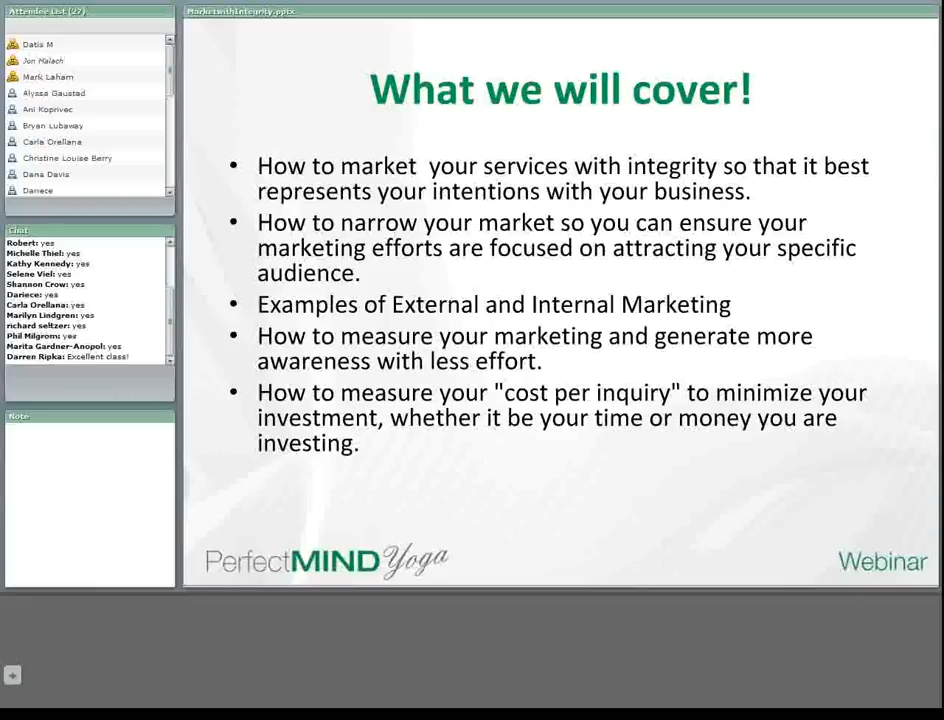 Attendee List (27)
Datis M
Jon Malach
Mark Laham
Alyssa Gaustad
Ani Koprivec
Bryan Lubaway
Carla Orellana
Christine Louise Berry
Dana Davis
Dariece
Chat
Robert: yes
Michelle Thiel: yes
Kathy Kennedy: yes
Selene Viel: yes
Shannon Crow: yes
Dariece: yes
Carla Orellana: yes
Marilyn Lindgren: yes
richard seltzer: yes
Phil Milgrom: yes
Marita Gardner-Anopol: yes
Darren Ripka: Excellent class!
Note
MarketwithIntegrity.pptx
What we will cover!
• How to market  your services with integrity so that it best
represents your intentions with your business.
• How to narrow your market so you can ensure your
marketing efforts are focused on attracting your specific
audience.
• Examples of External and Internal Marketing
• How to measure your marketing and generate more
awareness with less effort.
• How to measure your "cost per inquiry" to minimize your
investment, whether it be your time or money you are
investing.
PerfectMIND Yoga
Webinar